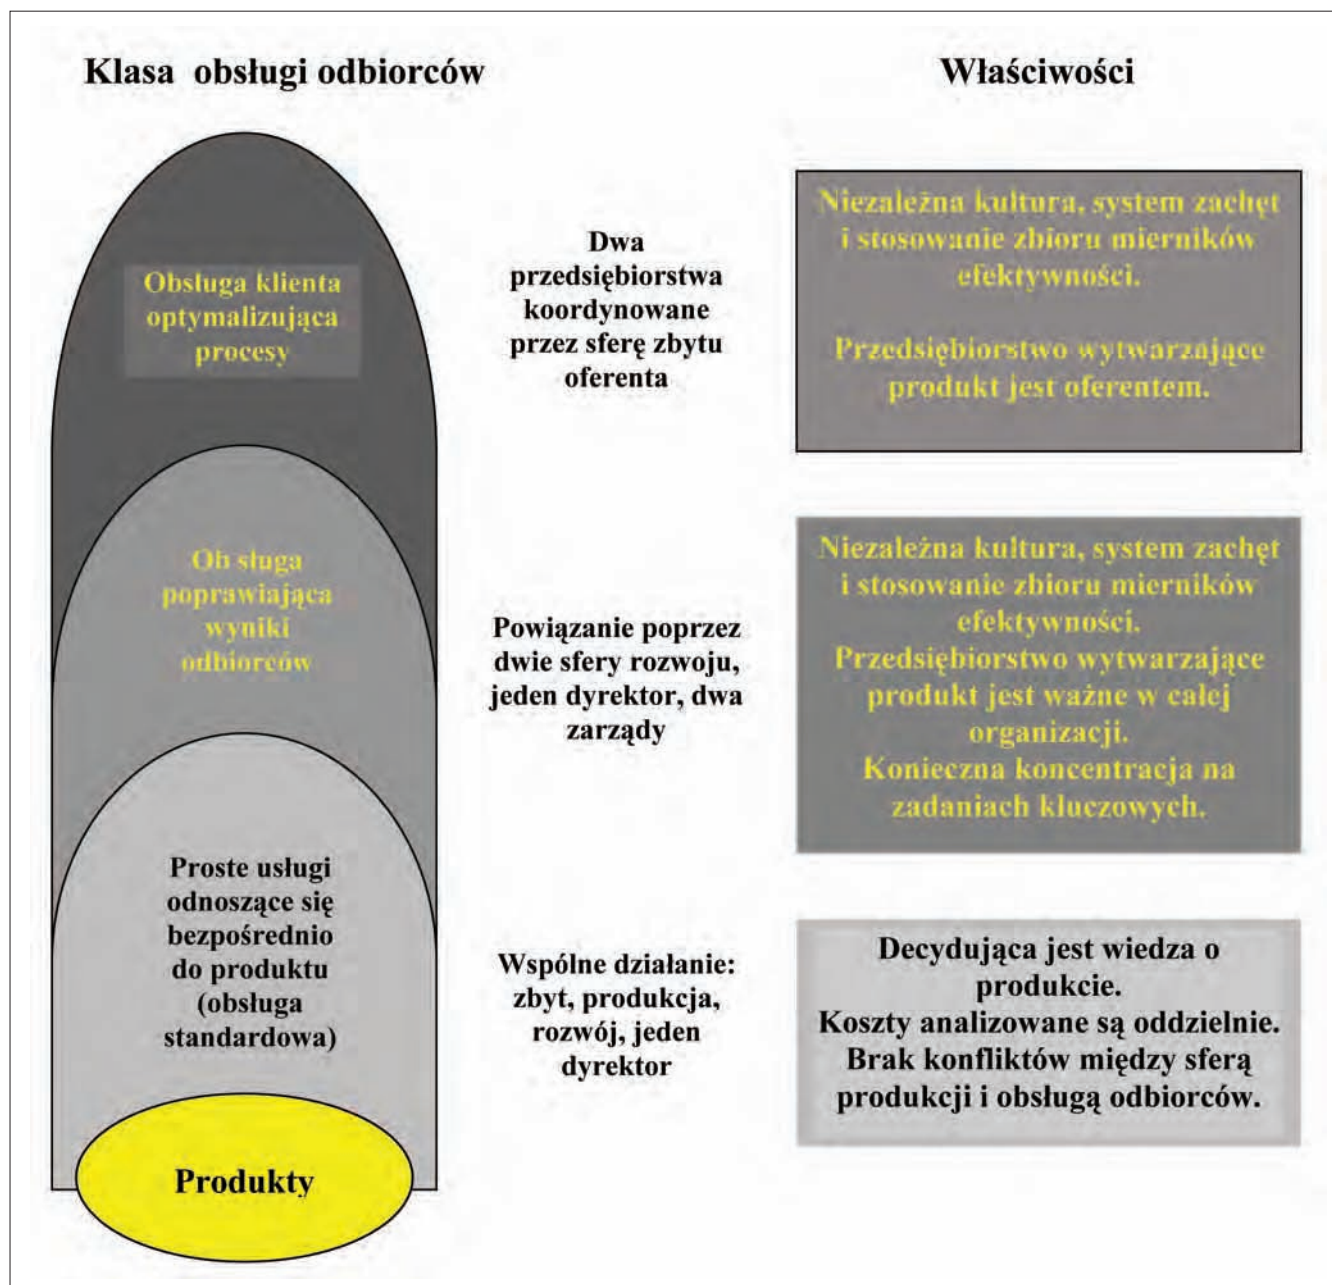 Klasa obsługi odbiorców
Właściwości
Obsługa klienta
optymalizująca
procesy
Dwa
przedsiębiorstwa
koordynowane
przez sferę zbytu
oferenta
Niezależna kultura, system zachęt
i stosowanie zbioru mierników
efektywności.
Przedsiębiorstwo wytwarzające
produkt jest oferentem.
Ob sługa
poprawiająca
wyniki
odbiorców
Powiązanie poprzez
dwie sfery rozwoju,
jeden dyrektor, dwa
zarządy
Niezależna kultura, system zachęt
i stosowanie zbioru mierników
efektywności.
Przedsiębiorstwo wytwarzające
produkt jest ważne w całej
organizacji.
Konieczna koncentracja na
zadaniach kluczowych.
Proste usługi
odnoszące się
bezpośrednio
do produktu
(obsługa
standardowa)
Wspólne działanie:
zbyt, produkcja,
rozwój, jeden
dyrektor
Decydująca jest wiedza o
produkcie.
Koszty analizowane są oddzielnie.
Brak konfliktów między sferą
produkcji i obsługą odbiorców.
Produkty